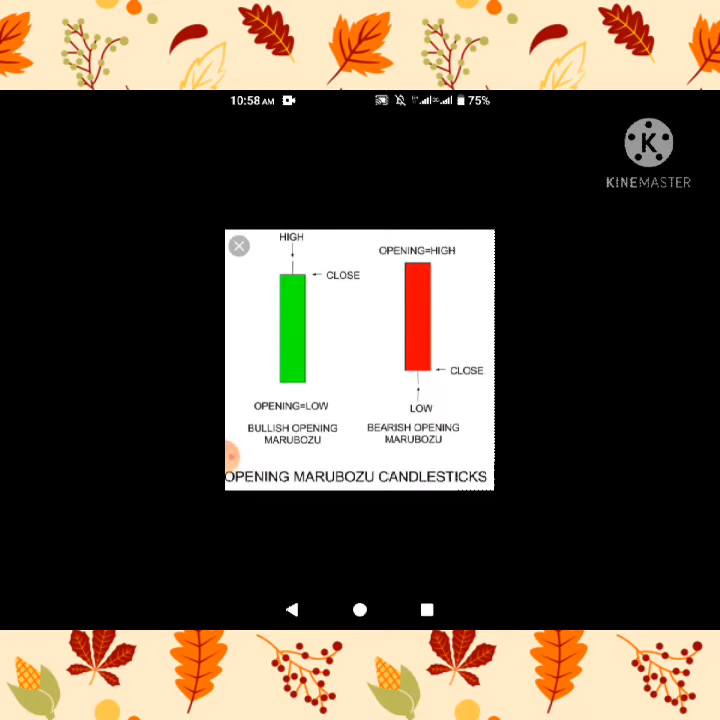 10:58 AM
75%
K
KINEMASTER
HIGH
OPENING=HIGH
CLOSE
CLOSE
OPENING=LOW
LOW
BULLISH OPENING
MARUBOZU
BEARISH OPENING
MARUBOZU
OPENING MARUBOZU CANDLESTICKS